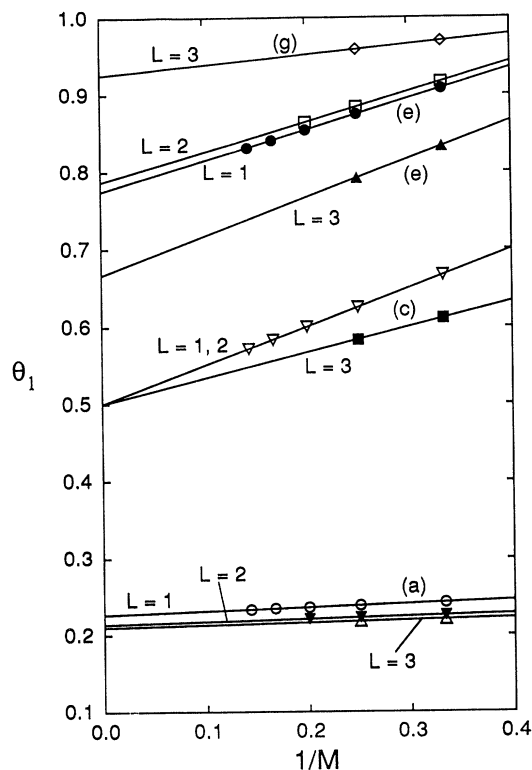 1.0
L = 3
(g)
0.9
L = 2
(e)
0.8
L = 1
(e)
L = 3
0.7
L = 1, 2
(c)
0.6
L = 3
θ1
0.5
0.4
0.3
L = 2
(a)
L = 1
0.2
L = 3
0.1
0.0 0.1 0.2 0.3 0.4
1/M